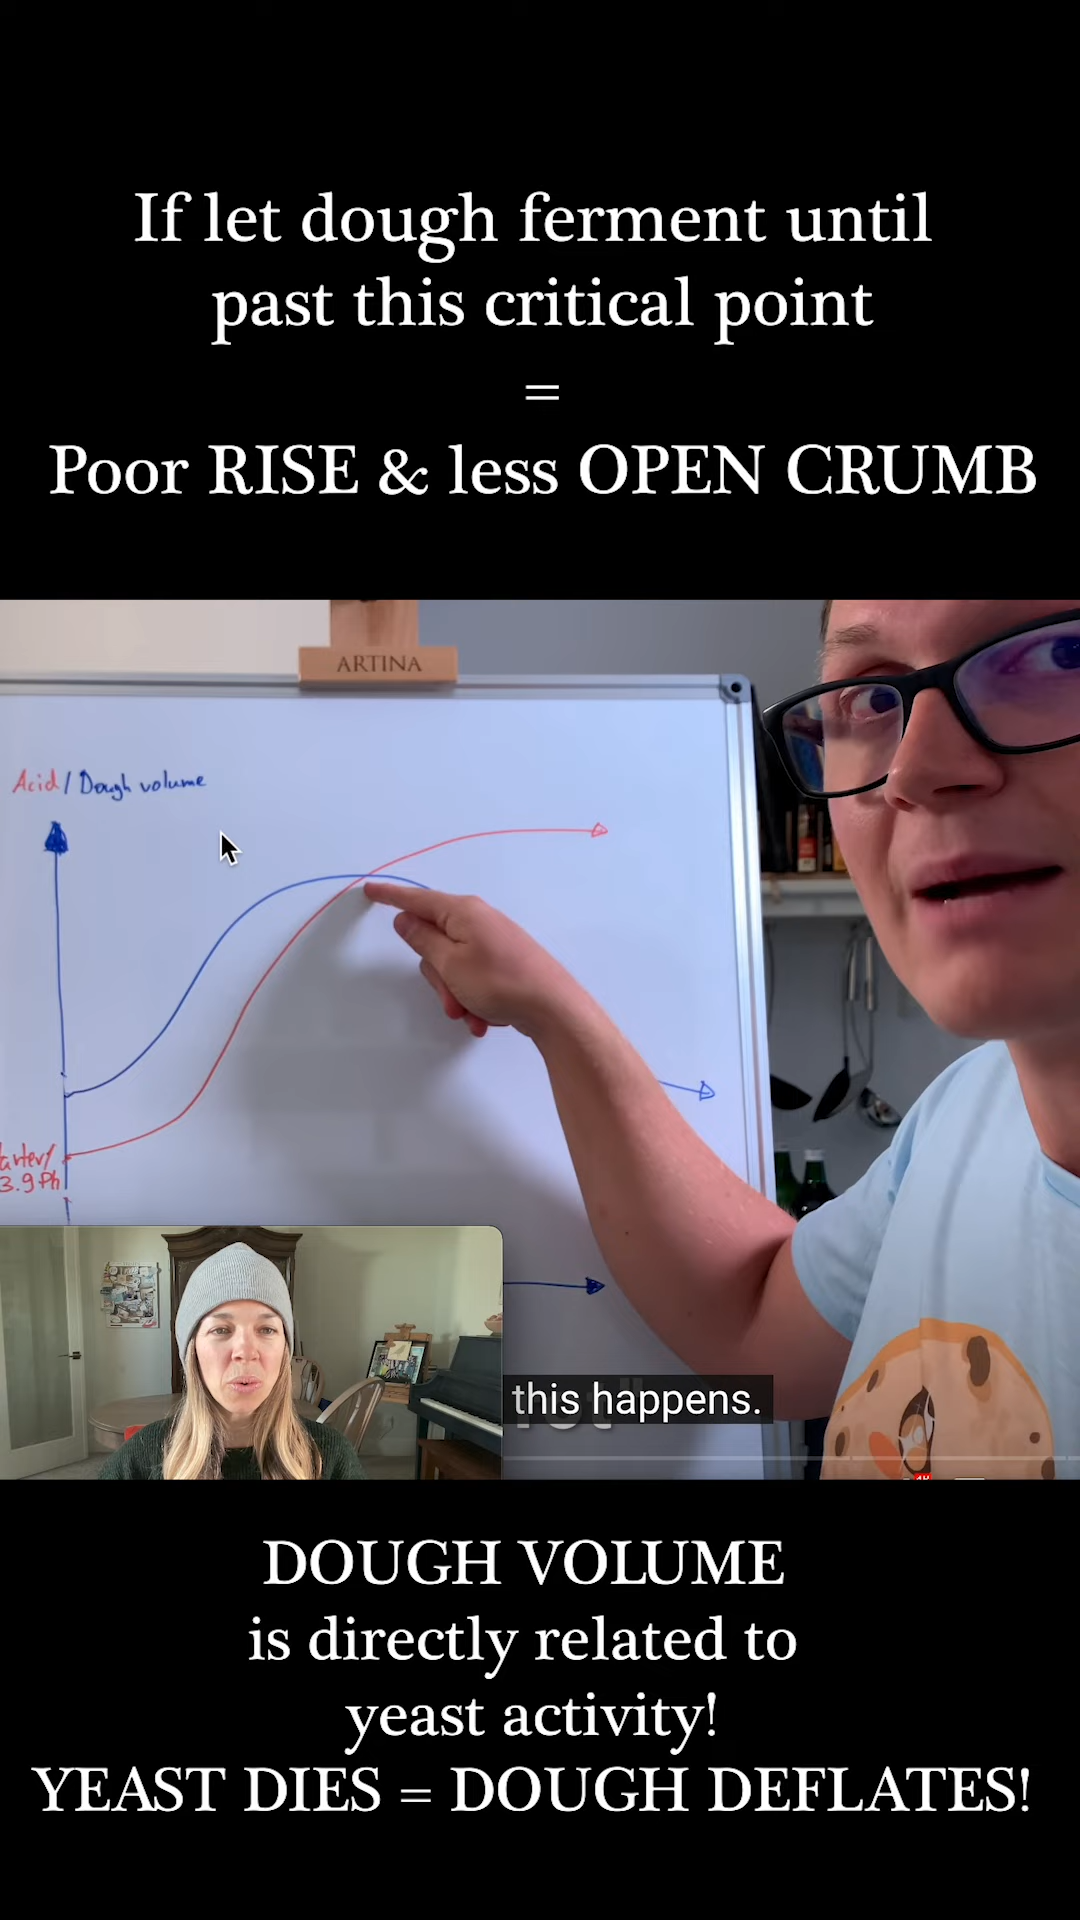 If let dough ferment until
past this critical point
=
Poor RISE & less OPEN CRUMB
ARTINA
Acid / Dough volume
3.9 Ph
this happens.
DOUGH VOLUME
is directly related to
yeast activity!
YEAST DIES = DOUGH DEFLATES!